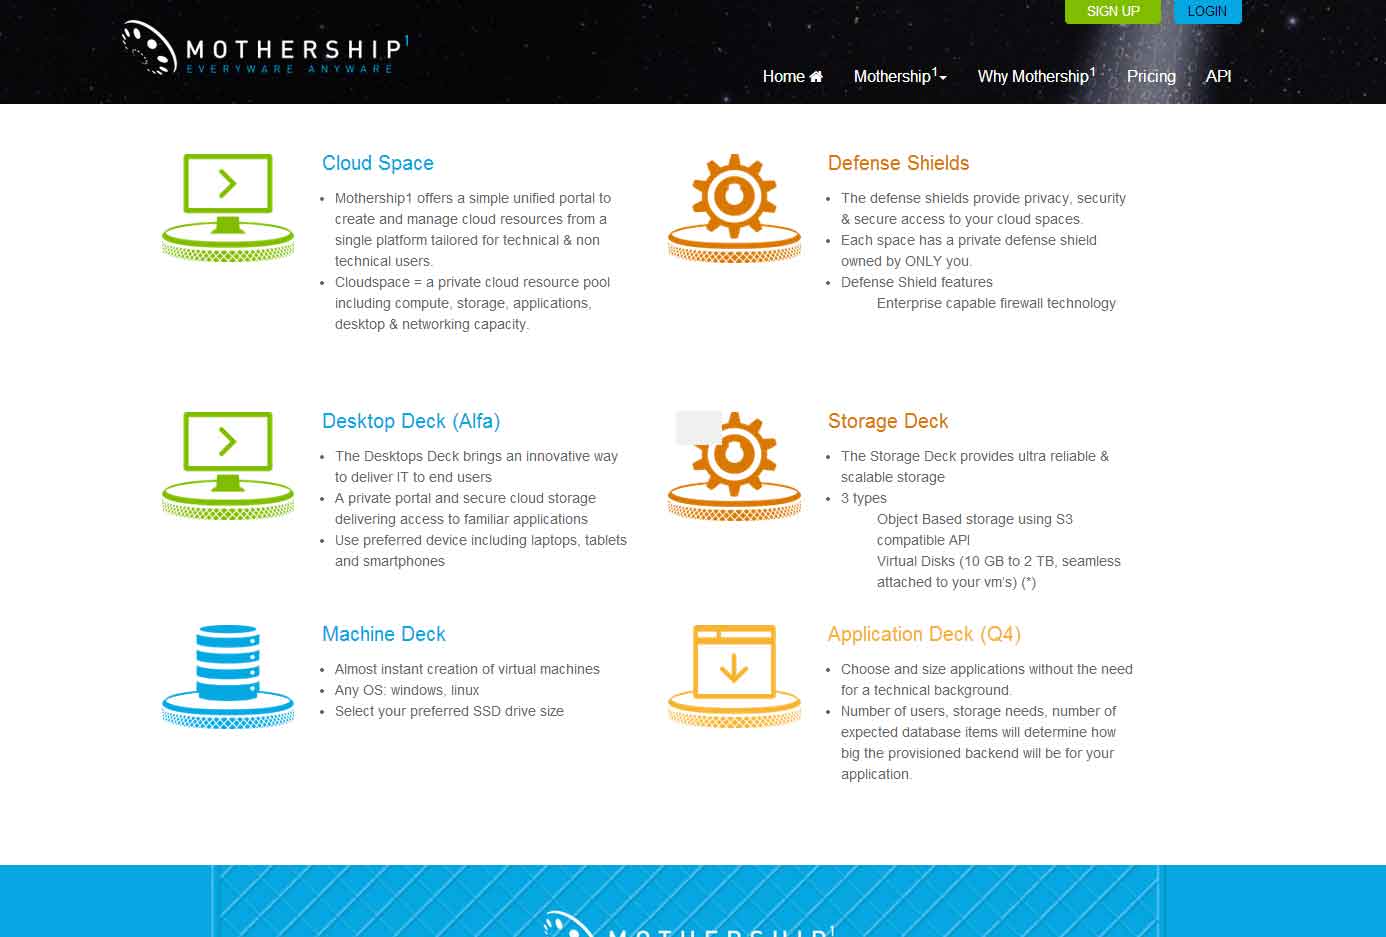 SIGN UP
LOGIN
MOTHERSHIP1
EVERYWARE ANYWARE
Home
Mothership1
Why Mothership1
Pricing
API
Cloud Space
• Mothership1 offers a simple unified portal to
create and manage cloud resources from a
single platform tailored for technical & non
technical users.
• Cloudspace = a private cloud resource pool
including compute, storage, applications,
desktop & networking capacity.
Defense Shields
• The defense shields provide privacy, security
& secure access to your cloud spaces.
• Each space has a private defense shield
owned by ONLY you.
• Defense Shield features
Enterprise capable firewall technology
Desktop Deck (Alfa)
• The Desktops Deck brings an innovative way
to deliver IT to end users
• A private portal and secure cloud storage
delivering access to familiar applications
• Use preferred device including laptops, tablets
and smartphones
Storage Deck
• The Storage Deck provides ultra reliable &
scalable storage
• 3 types
Object Based storage using S3
compatible API
Virtual Disks (10 GB to 2 TB, seamless
attached to your vm's) (*)
Machine Deck
• Almost instant creation of virtual machines
• Any OS: windows, linux
• Select your preferred SSD drive size
Application Deck (Q4)
• Choose and size applications without the need
for a technical background.
• Number of users, storage needs, number of
expected database items will determine how
big the provisioned backend will be for your
application.
MOTHERSHIP1